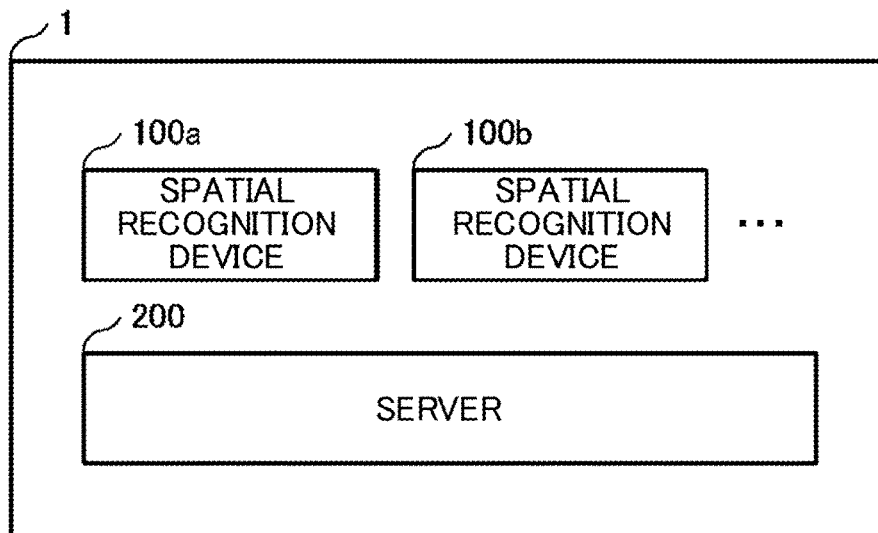 1
100a
100b
SPATIAL
RECOGNITION
DEVICE
SPATIAL
RECOGNITION
DEVICE
...
200
SERVER